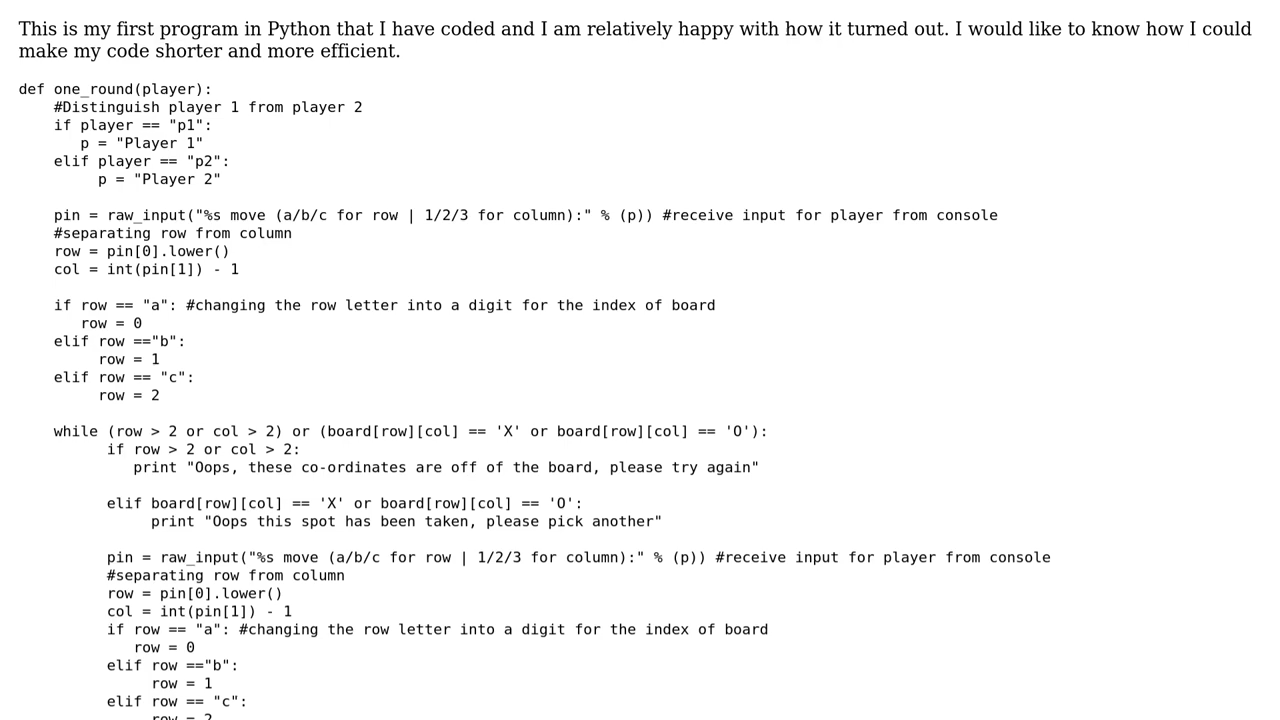 This is my first program in Python that I have coded and I am relatively happy with how it turned out. I would like to know how I could
make my code shorter and more efficient.
def one_round(player):
    #Distinguish player 1 from player 2
    if player == "p1":
       p = "Player 1"
    elif player == "p2":
         p = "Player 2"

    pin = raw_input("%s move (a/b/c for row | 1/2/3 for column):" % (p)) #receive input for player from console
    #separating row from column
    row = pin[0].lower()
    col = int(pin[1]) - 1

    if row == "a": #changing the row letter into a digit for the index of board
       row = 0
    elif row =="b":
         row = 1
    elif row == "c":
         row = 2

    while (row > 2 or col > 2) or (board[row][col] == 'X' or board[row][col] == 'O'):
          if row > 2 or col > 2:
             print "Oops, these co-ordinates are off of the board, please try again"

          elif board[row][col] == 'X' or board[row][col] == 'O':
               print "Oops this spot has been taken, please pick another"

          pin = raw_input("%s move (a/b/c for row | 1/2/3 for column):" % (p)) #receive input for player from console
          #separating row from column
          row = pin[0].lower()
          col = int(pin[1]) - 1
          if row == "a": #changing the row letter into a digit for the index of board
             row = 0
          elif row =="b":
               row = 1
          elif row == "c":
               row = 2